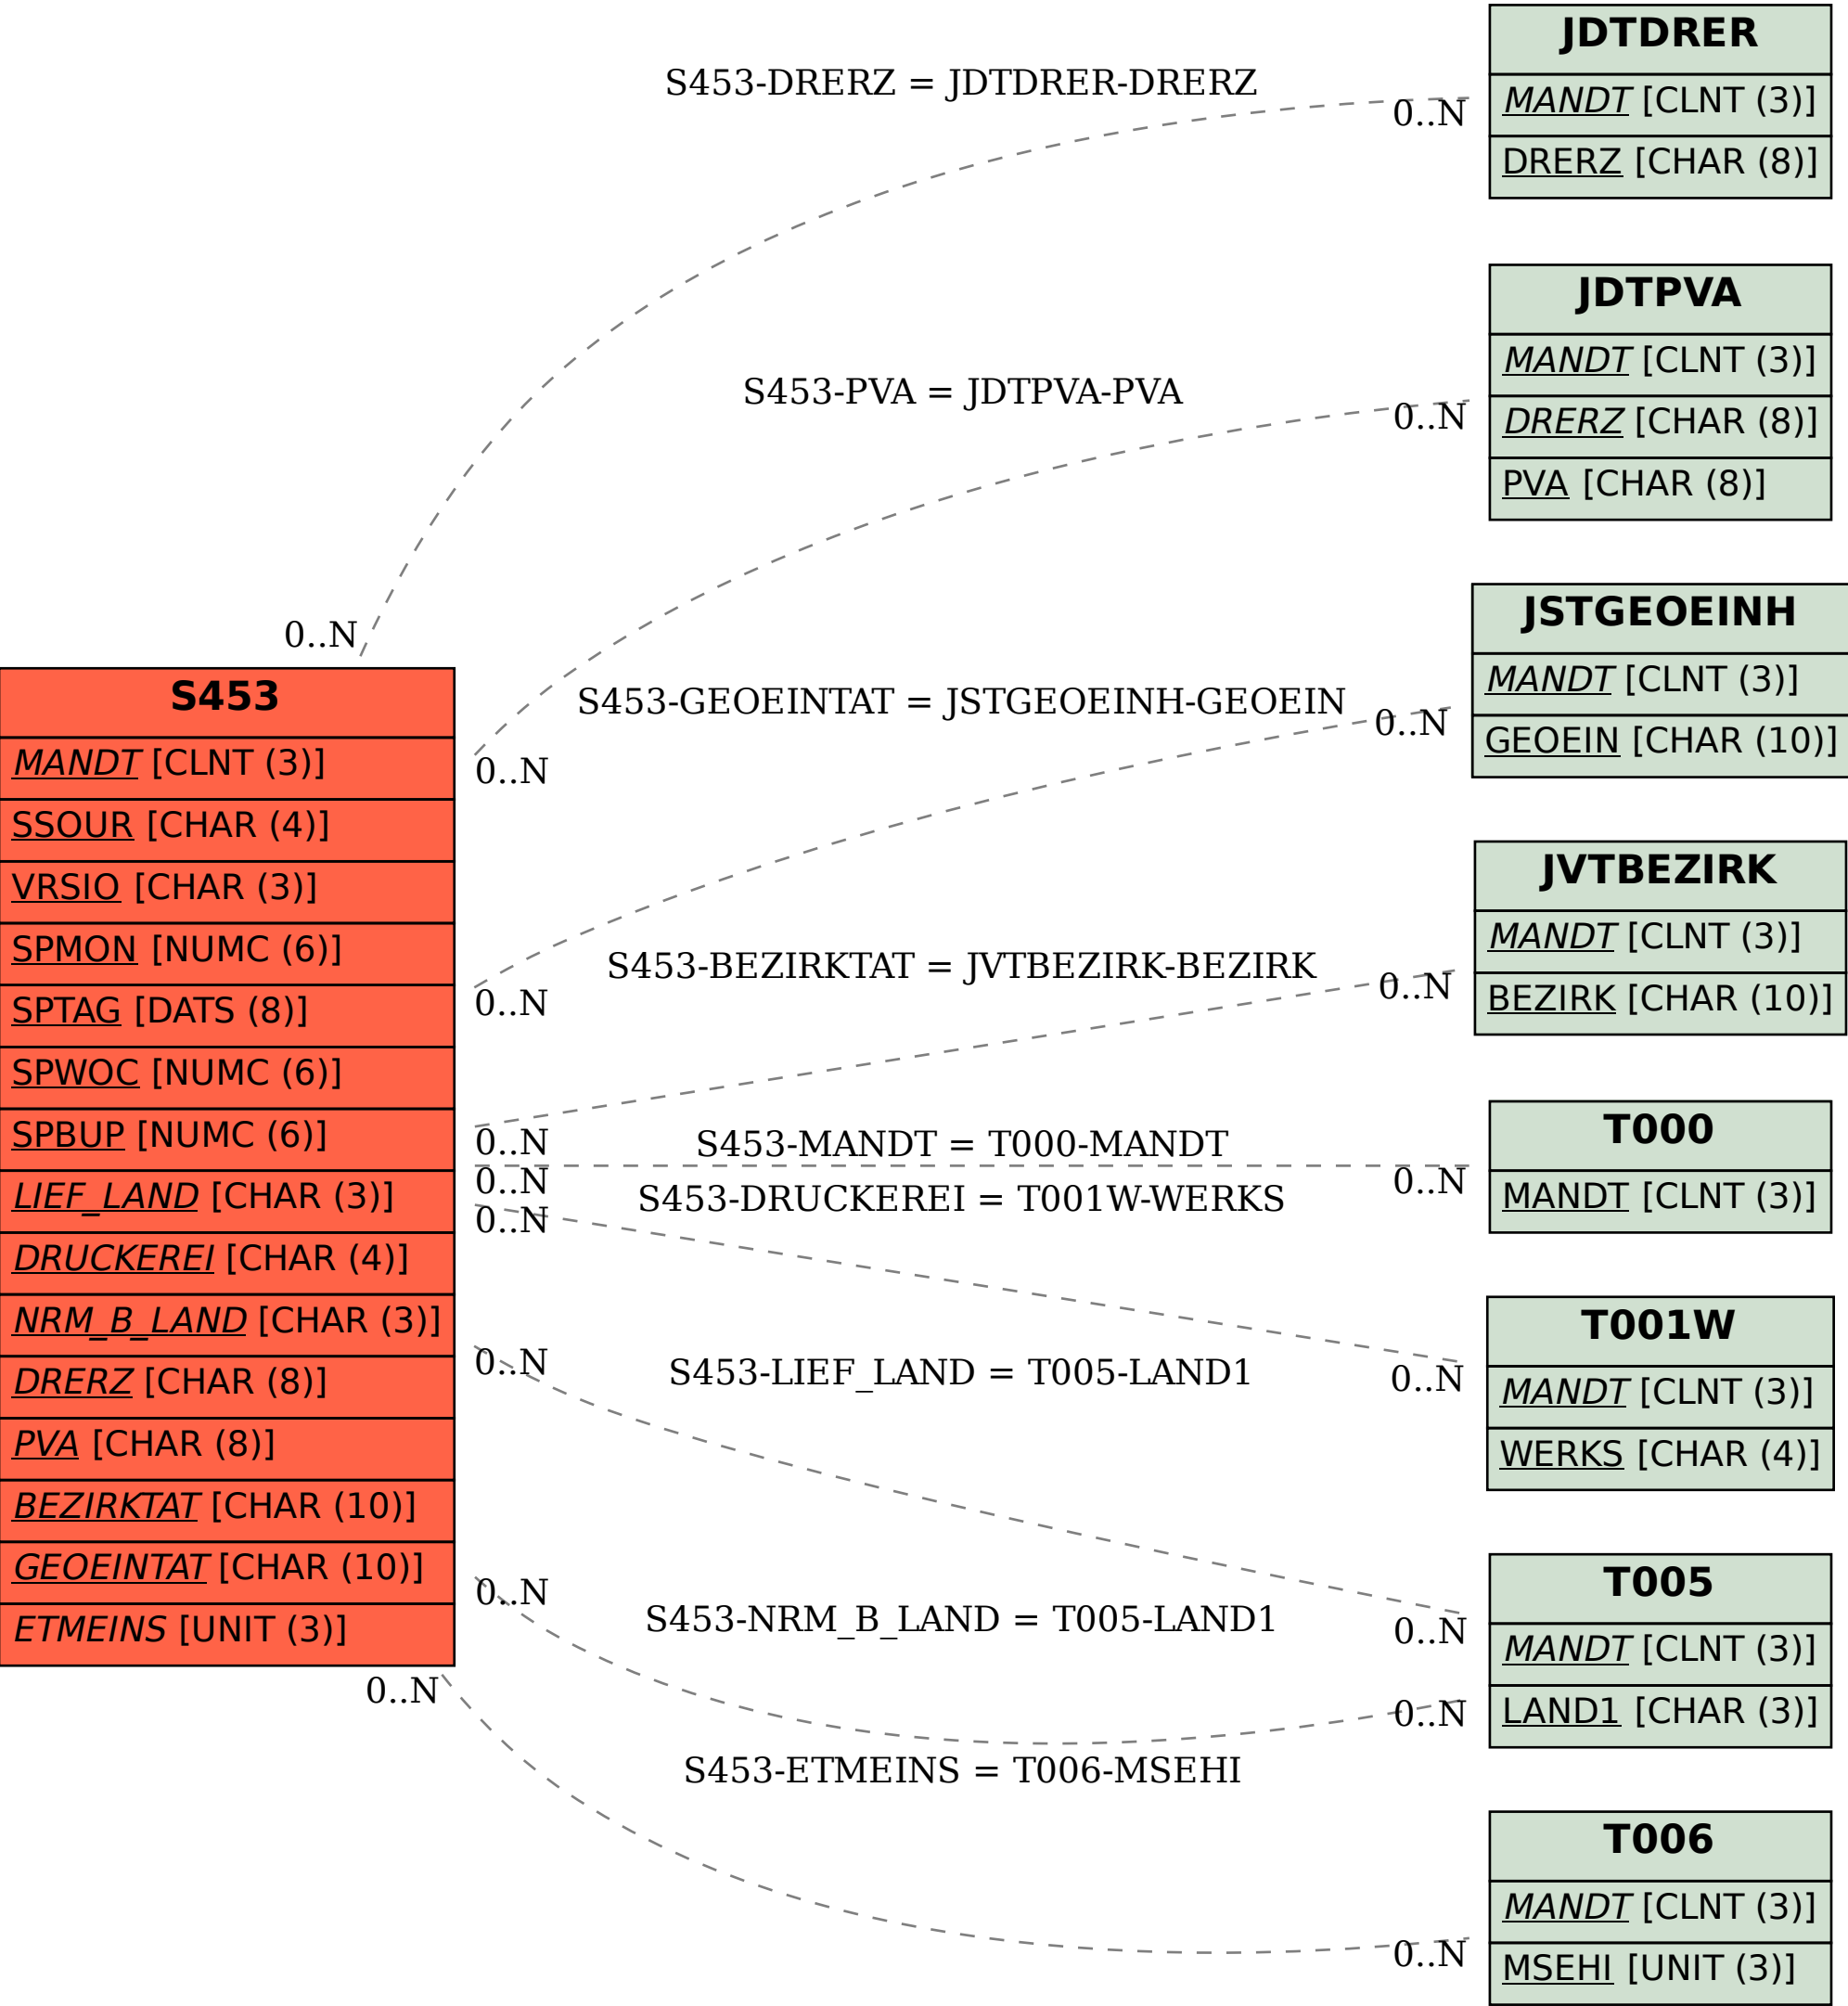 JDTDRER
MANDT [CLNT (3)]
DRERZ [CHAR (8)]
S453-DRERZ = JDTDRER-DRERZ
0..N
0..N
JDTPVA
MANDT [CLNT (3)]
DRERZ [CHAR (8)]
PVA [CHAR (8)]
S453-PVA = JDTPVA-PVA
0..N
0..N
JSTGEOEINH
MANDT [CLNT (3)]
GEOEIN [CHAR (10)]
S453-GEOEINTAT = JSTGEOEINH-GEOEIN
0..N
0..N
JVTBEZIRK
MANDT [CLNT (3)]
BEZIRK [CHAR (10)]
S453-BEZIRKTAT = JVTBEZIRK-BEZIRK
0..N
0..N
S453
MANDT [CLNT (3)]
SSOUR [CHAR (4)]
VRSIO [CHAR (3)]
SPMON [NUMC (6)]
SPTAG [DATS (8)]
SPWOC [NUMC (6)]
SPBUP [NUMC (6)]
LIEF_LAND [CHAR (3)]
DRUCKEREI [CHAR (4)]
NRM_B_LAND [CHAR (3)]
DRERZ [CHAR (8)]
PVA [CHAR (8)]
BEZIRKTAT [CHAR (10)]
GEOEINTAT [CHAR (10)]
ETMEINS [UNIT (3)]
S453-MANDT = T000-MANDT
0..N
0..N
T000
MANDT [CLNT (3)]
S453-DRUCKEREI = T001W-WERKS
0..N
0..N
T001W
MANDT [CLNT (3)]
WERKS [CHAR (4)]
S453-LIEF_LAND = T005-LAND1
0..N
0..N
T005
MANDT [CLNT (3)]
LAND1 [CHAR (3)]
S453-NRM_B_LAND = T005-LAND1
0..N
0..N
S453-ETMEINS = T006-MSEHI
0..N
0..N
T006
MANDT [CLNT (3)]
MSEHI [UNIT (3)]